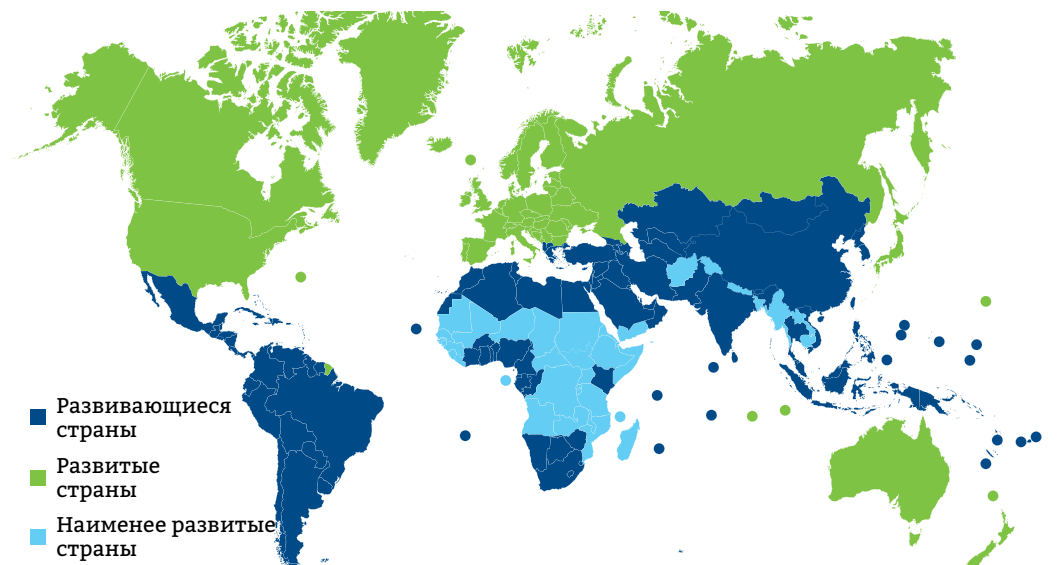 Развивающиеся
страны
Развитые
страны
Наименее развитые
страны